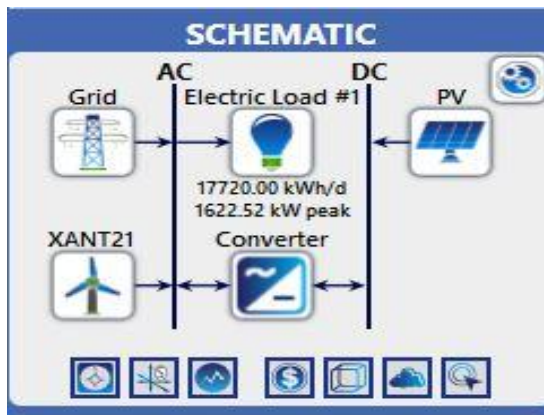 SCHEMATIC
AC DC
Grid Electric Load #1 PV
17720.00 kWh/d
1622.52 kW peak
XANT21 Converter